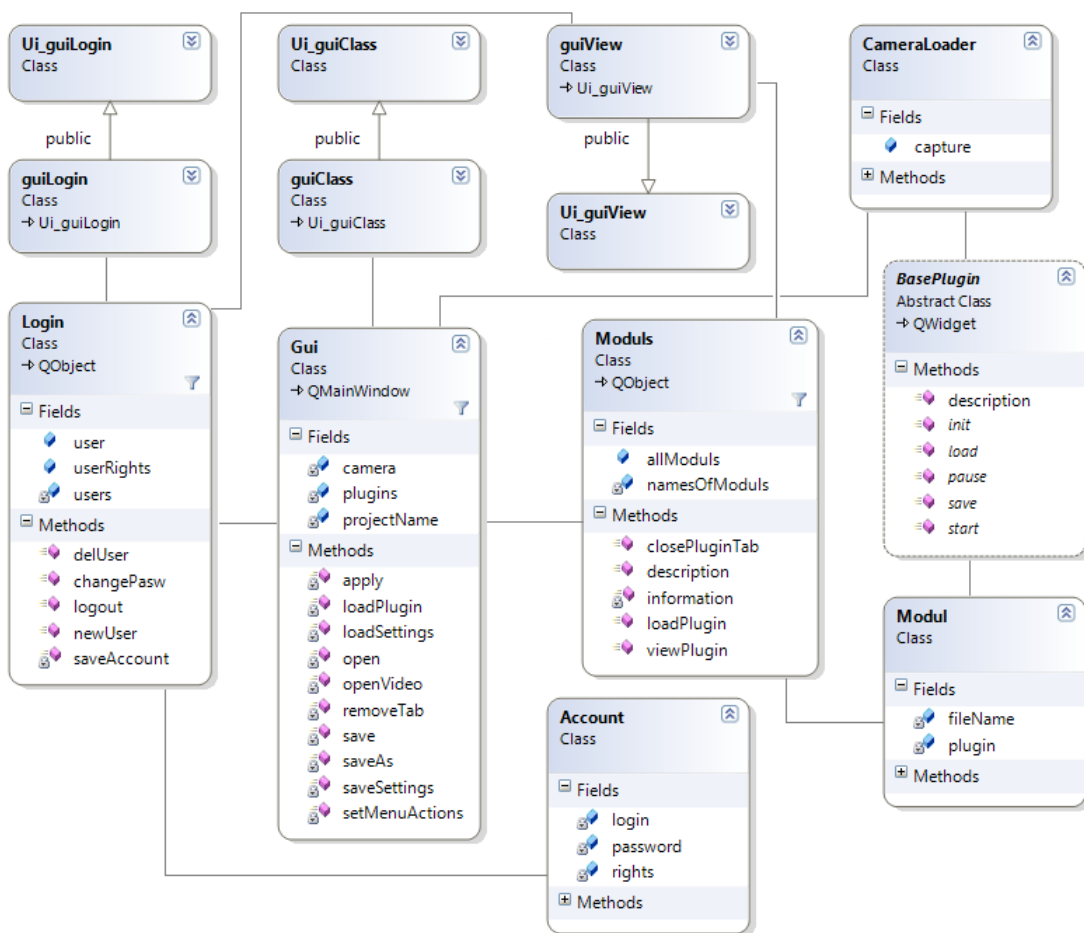 Ui_guiLogin
Class
Ui_guiClass
Class
guiView
Class
Ui_guiView
CameraLoader
Class
Fields
capture
Methods
public
public
public
guiLogin
Class
Ui_guiLogin
guiClass
Class
Ui_guiClass
Ui_guiView
Class
BasePlugin
Abstract Class
QWidget
Methods
description
init
load
pause
save
start
Login
Class
QObject
Fields
user
userRights
users
Methods
delUser
changePasw
logout
newUser
saveAccount
Gui
Class
QMainWindow
Fields
camera
plugins
projectName
Methods
apply
loadPlugin
loadSettings
open
openVideo
removeTab
save
saveAs
saveSettings
setMenuActions
Moduls
Class
QObject
Fields
allModuls
namesOfModuls
Methods
closePluginTab
description
information
loadPlugin
viewPlugin
Modul
Class
Fields
fileName
plugin
Methods
Account
Class
Fields
login
password
rights
Methods